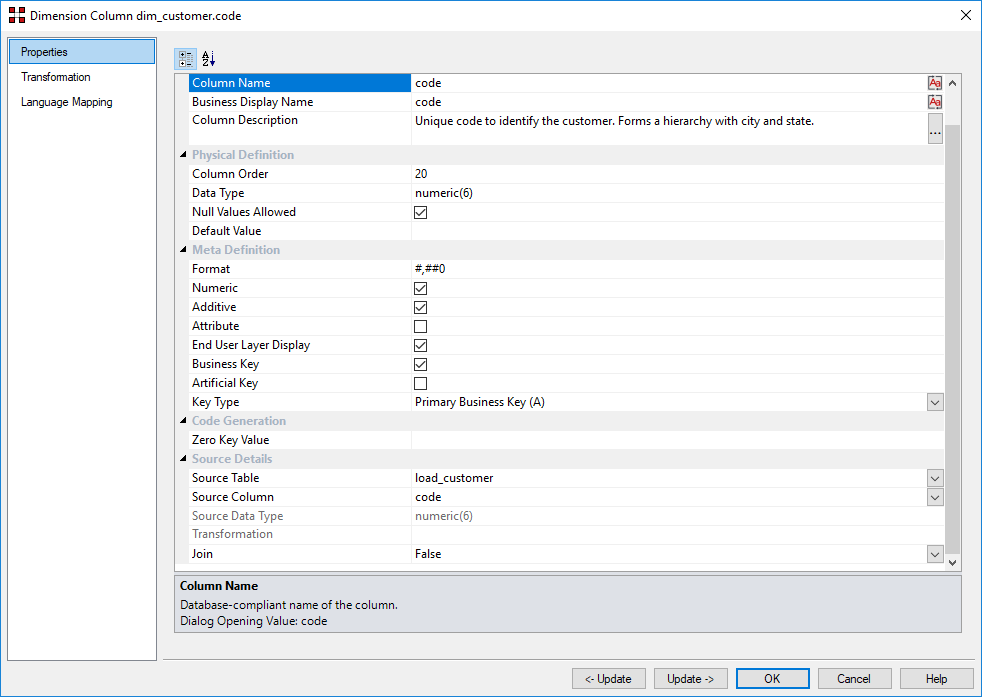 Dimension Column dim_customer.code
Properties
Transformation
Language Mapping
Column Name code
Business Display Name code
Column Description Unique code to identify the customer. Forms a hierarchy with city and state.
...
Physical Definition
Column Order 20
Data Type numeric(6)
Null Values Allowed
Default Value
Meta Definition
Format #,##0
Numeric
Additive
Attribute
End User Layer Display
Business Key
Artificial Key
Key Type Primary Business Key (A)
Code Generation
Zero Key Value
Source Details
Source Table load_customer
Source Column code
Source Data Type numeric(6)
Transformation
Join False
Column Name
Database-compliant name of the column.
Dialog Opening Value: code
<- Update Update -> OK Cancel Help